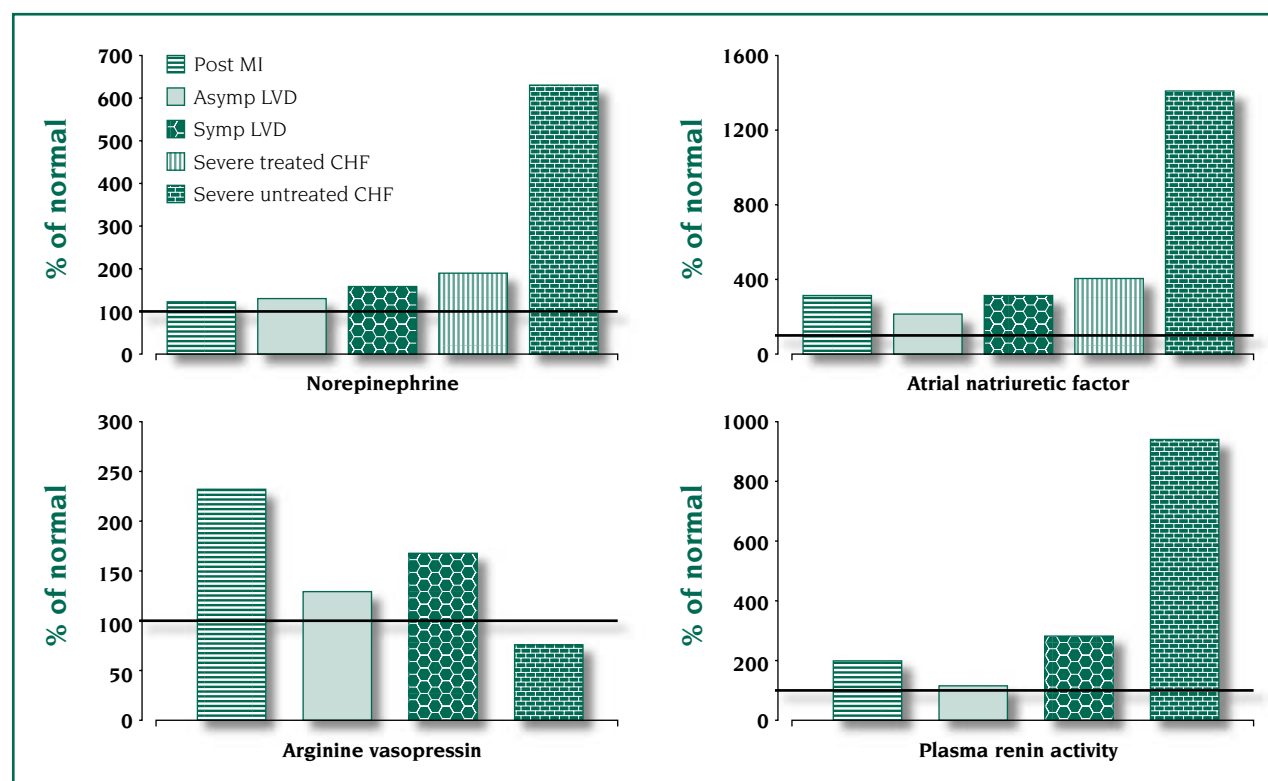 % of normal
700
600
500
400
300
200
100
0
Post MI
Asymp LVD
Symp LVD
Severe treated CHF
Severe untreated CHF
Norepinephrine
% of normal
1600
1200
800
400
0
Atrial natriuretic factor
% of normal
300
250
200
150
100
50
0
Arginine vasopressin
% of normal
1000
800
600
400
200
0
Plasma renin activity